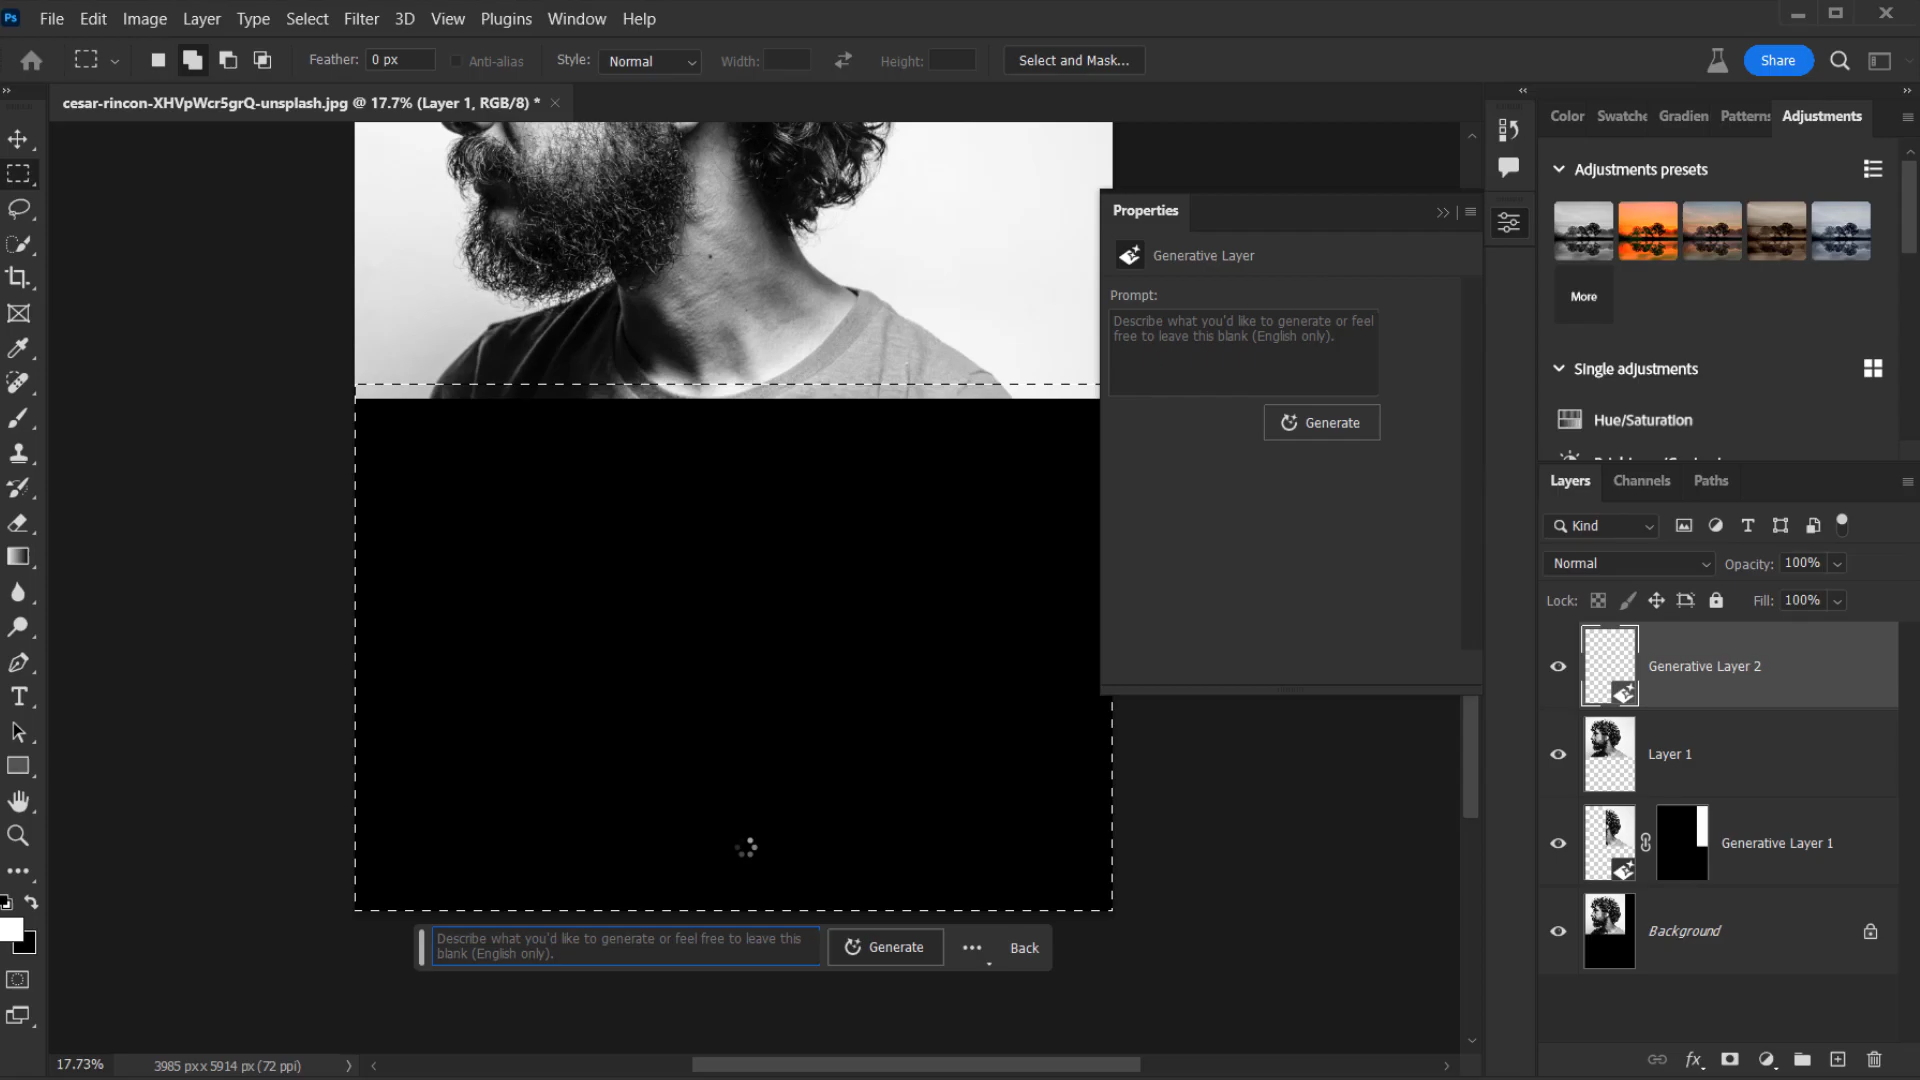 Ps File Edit Image Layer Select Filter 3D View Plugins Window Help
Feather: 0 px Anti-alias Style: Normal Width: Height: Select and Mask... Share
cesar-rincon-XHVpWcr5grQ-unsplash.jpg @ 17.7% (Layer 1, RGB/8) *
Color Swatche Gradien Patterns Adjustments
Adjustments presets
More
Single adjustments
Hue/Saturation
Properties
Generative Layer
Prompt:
Describe what you'd like to generate or feel
free to leave this blank (English only).
Generate
Layers Channels Paths
Kind
Normal Opacity: 100%
Lock: Fill: 100%
Generative Layer 2
Layer 1
Generative Layer 1
Background
Describe what you'd like to generate or feel free to leave this
blank (English only).
Generate
Back
17.73% 3985 px x 5914 px (72 ppi)
fx